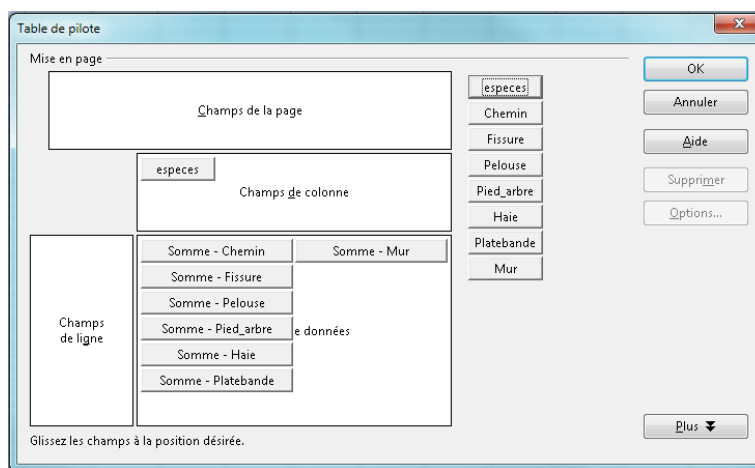 Table de pilote
Mise en page
Champs de la page
especes
Champs de colonne
Champs
de ligne
Somme - Chemin
Somme - Mur
Somme - Fissure
Somme - Pelouse
Somme - Pied_arbre
e données
Somme - Haie
Somme - Platebande
Glissez les champs à la position désirée.
especes
Chemin
Fissure
Pelouse
Pied_arbre
Haie
Platebande
Mur
OK
Annuler
Aide
Supprimer
Options...
Plus